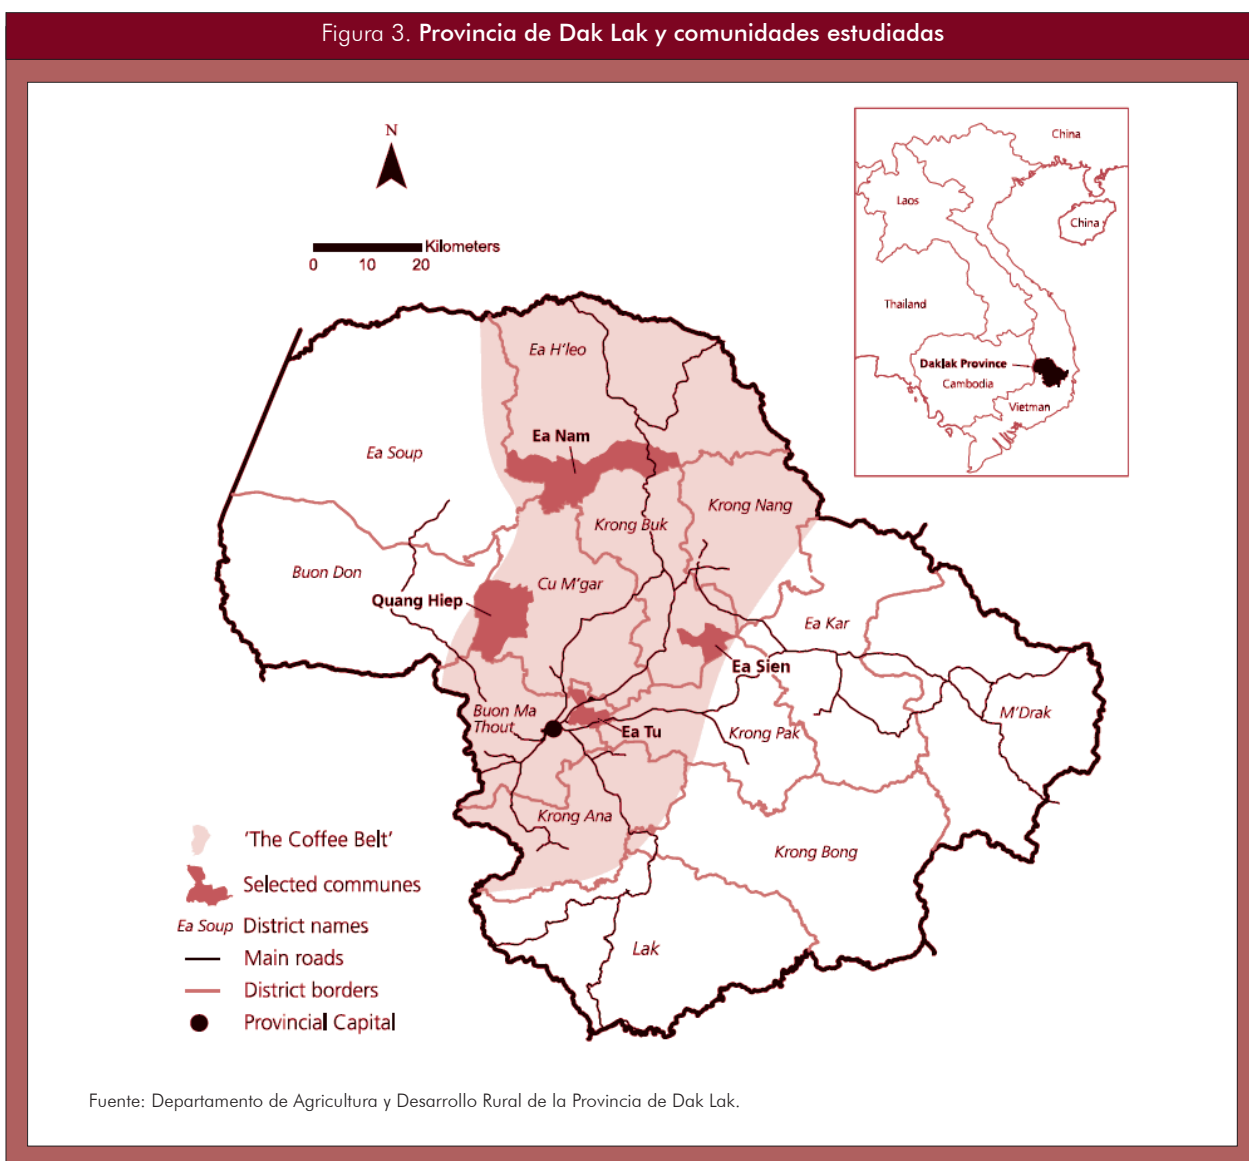 Figura 3. Provincia de Dak Lak y comunidades estudiadas
N
Kilometers
0 10 20
China
Laos
China
Thailand
Daklak Province
Cambodia
Vietman
Ea H'leo
Ea Nam
Ea Soup
Krong Nang
Krong Buk
Buon Don
Cu M'gar
Quang Hiep
Ea Kar
Ea Sien
Buon Ma
Thout
M'Drak
Ea Tu
Krong Pak
Krong Ana
Krong Bong
Lak
'The Coffee Belt'
Selected communes
Ea Soup District names
Main roads
District borders
Provincial Capital
Fuente: Departamento de Agricultura y Desarrollo Rural de la Provincia de Dak Lak.